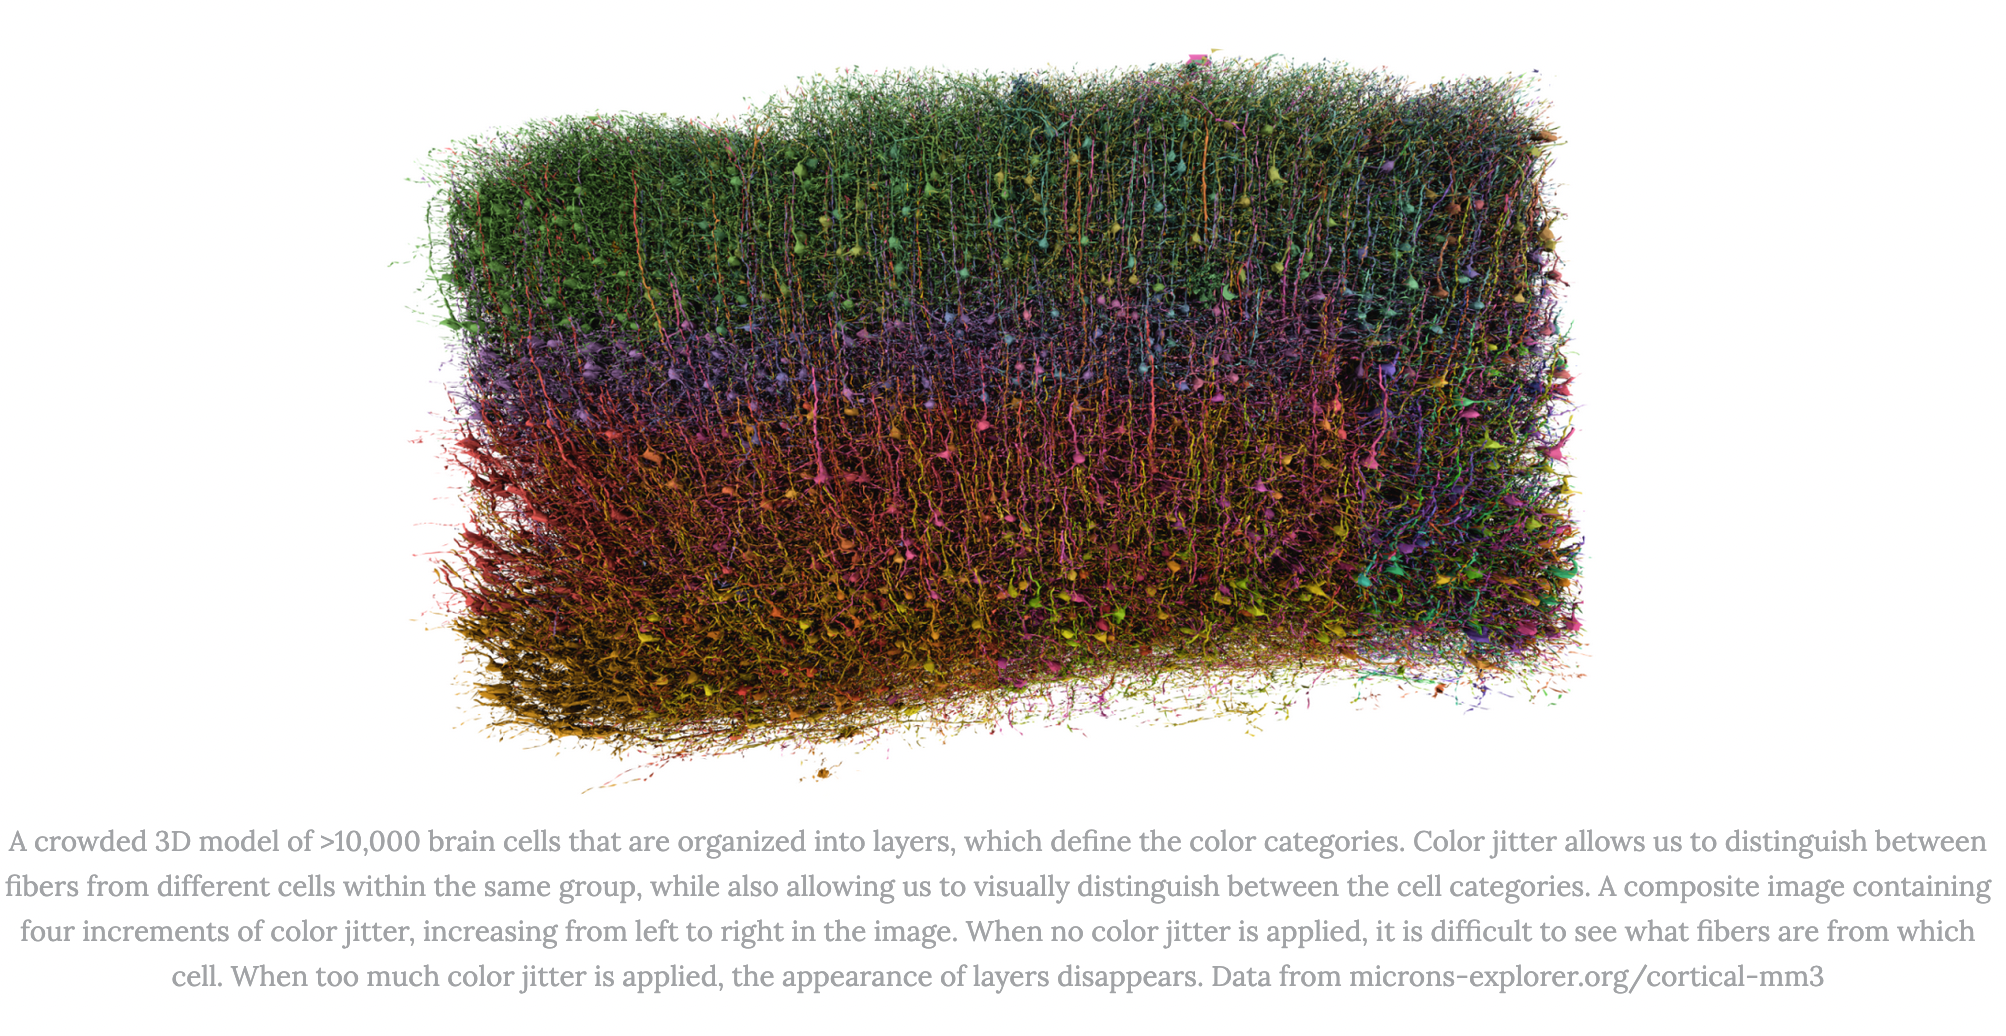 A crowded 3D model of >10,000 brain cells that are organized into layers, which define the color categories. Color jitter allows us to distinguish between
fibers from different cells within the same group, while also allowing us to visually distinguish between the cell categories. A composite image containing
four increments of color jitter, increasing from left to right in the image. When no color jitter is applied, it is difficult to see what fibers are from which
cell. When too much color jitter is applied, the appearance of layers disappears. Data from microns-explorer.org/cortical-mm3